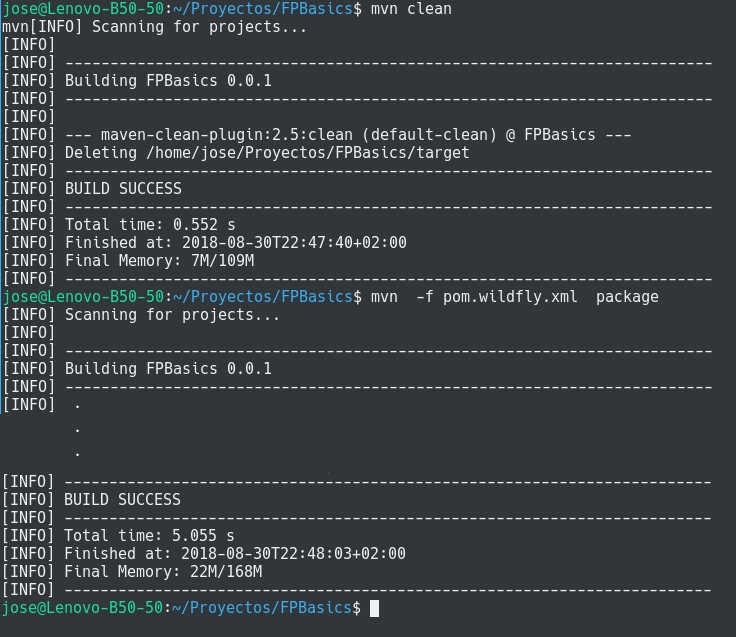 jose@Lenovo-B50-50:~/Proyectos/FPBasics$ mvn clean
mvn[INFO] Scanning for projects...
[INFO]
[INFO] ------------------------------------------------------------------------
[INFO] Building FPBasics 0.0.1
[INFO] ------------------------------------------------------------------------
[INFO]
[INFO] --- maven-clean-plugin:2.5:clean (default-clean) @ FPBasics ---
[INFO] Deleting /home/jose/Proyectos/FPBasics/target
[INFO] ------------------------------------------------------------------------
[INFO] BUILD SUCCESS
[INFO] ------------------------------------------------------------------------
[INFO] Total time: 0.552 s
[INFO] Finished at: 2018-08-30T22:47:40+02:00
[INFO] Final Memory: 7M/109M
[INFO] ------------------------------------------------------------------------
jose@Lenovo-B50-50:~/Proyectos/FPBasics$ mvn  -f pom.wildfly.xml  package
[INFO] Scanning for projects...
[INFO]
[INFO] ------------------------------------------------------------------------
[INFO] Building FPBasics 0.0.1
[INFO] ------------------------------------------------------------------------
[INFO]  .
.
.
[INFO] ------------------------------------------------------------------------
[INFO] BUILD SUCCESS
[INFO] ------------------------------------------------------------------------
[INFO] Total time: 5.055 s
[INFO] Finished at: 2018-08-30T22:48:03+02:00
[INFO] Final Memory: 22M/168M
[INFO] ------------------------------------------------------------------------
jose@Lenovo-B50-50:~/Proyectos/FPBasics$